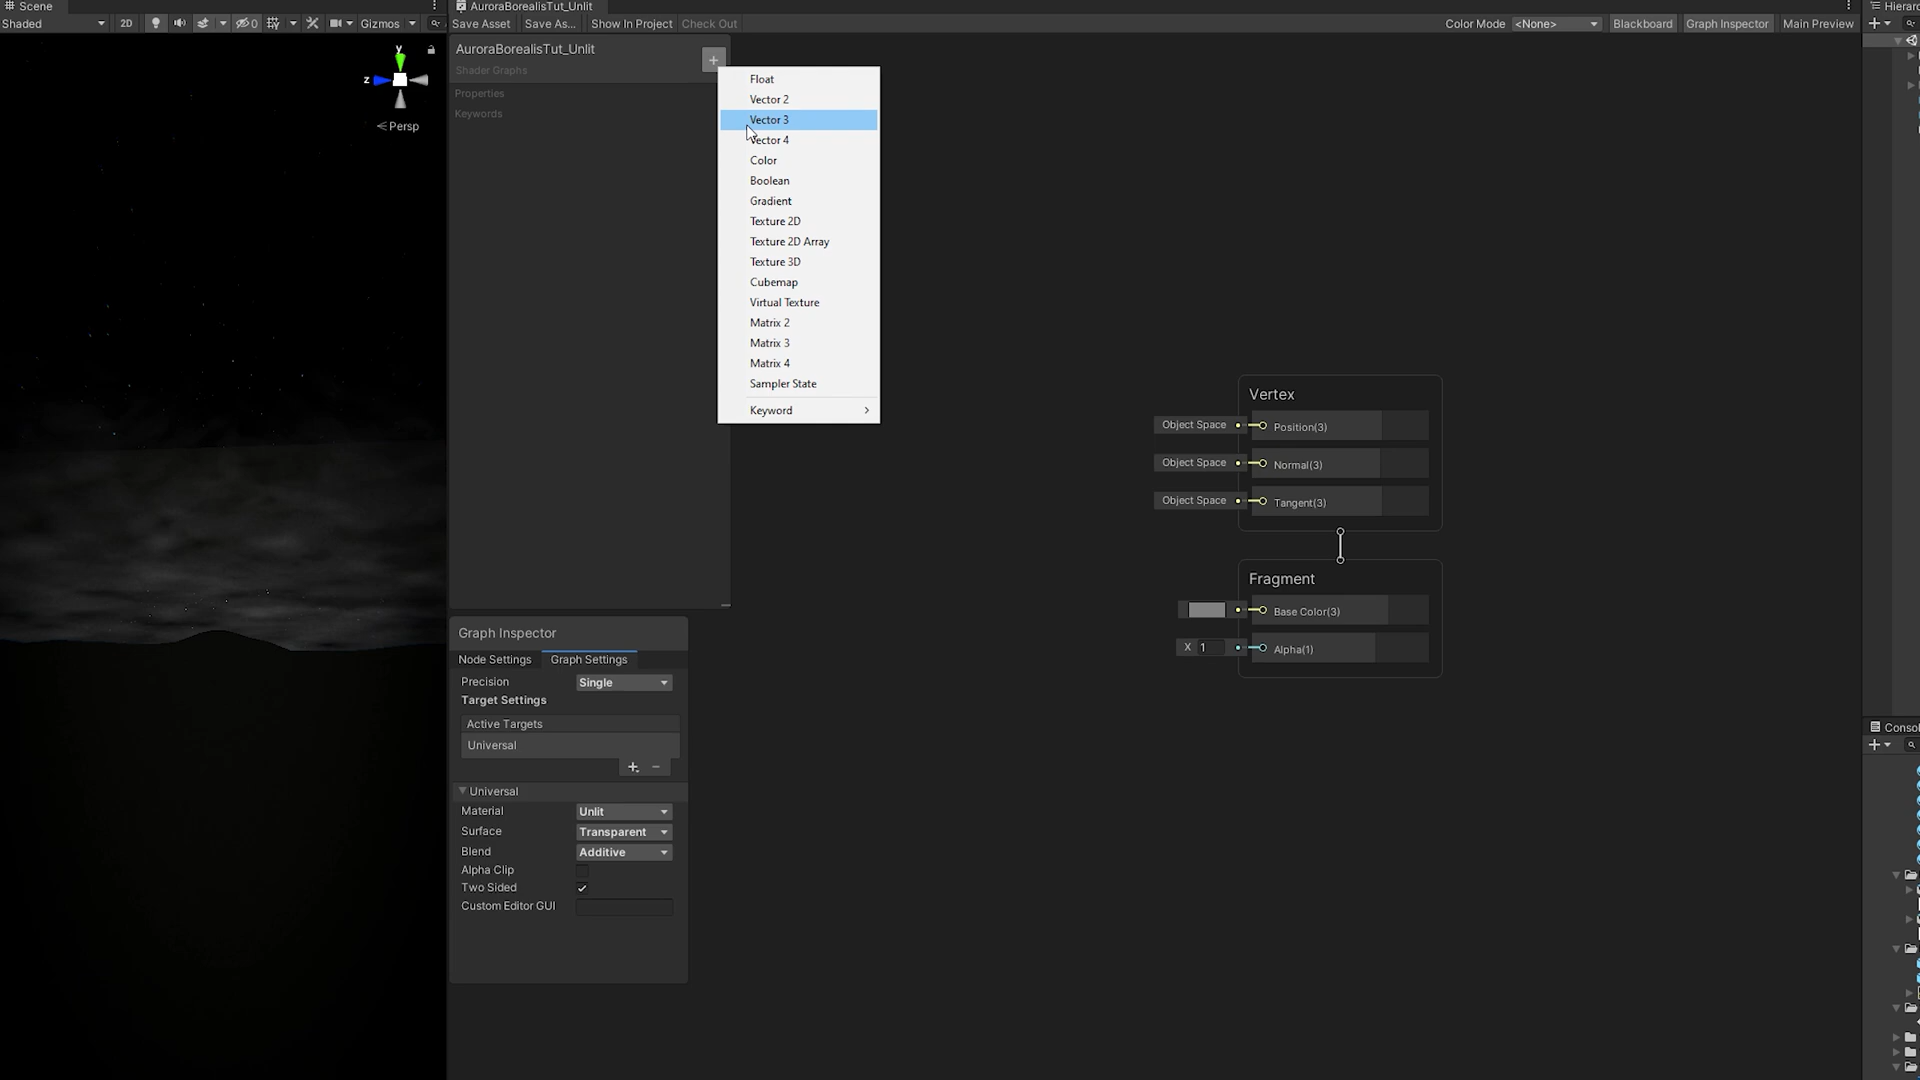 Scene
Shaded
2D
0
Gizmos
y
z
Persp
AuroraBorealisTut_Unlit
Save Asset
Save As...
Show In Project
Check Out
Color Mode
<None>
Blackboard
Graph Inspector
Main Preview
AuroraBorealisTut_Unlit
Shader Graphs
+
Properties
Keywords
Float
Vector 2
Vector 3
Vector 4
Color
Boolean
Gradient
Texture 2D
Texture 2D Array
Texture 3D
Cubemap
Virtual Texture
Matrix 2
Matrix 3
Matrix 4
Sampler State
Keyword
Vertex
Object Space
Position(3)
Object Space
Normal(3)
Object Space
Tangent(3)
Fragment
Base Color(3)
X 1
Alpha(1)
Graph Inspector
Node Settings
Graph Settings
Precision
Single
Target Settings
Active Targets
Universal
Universal
Material
Unlit
Surface
Transparent
Blend
Additive
Alpha Clip
Two Sided
Custom Editor GUI
Hierarc
Consol